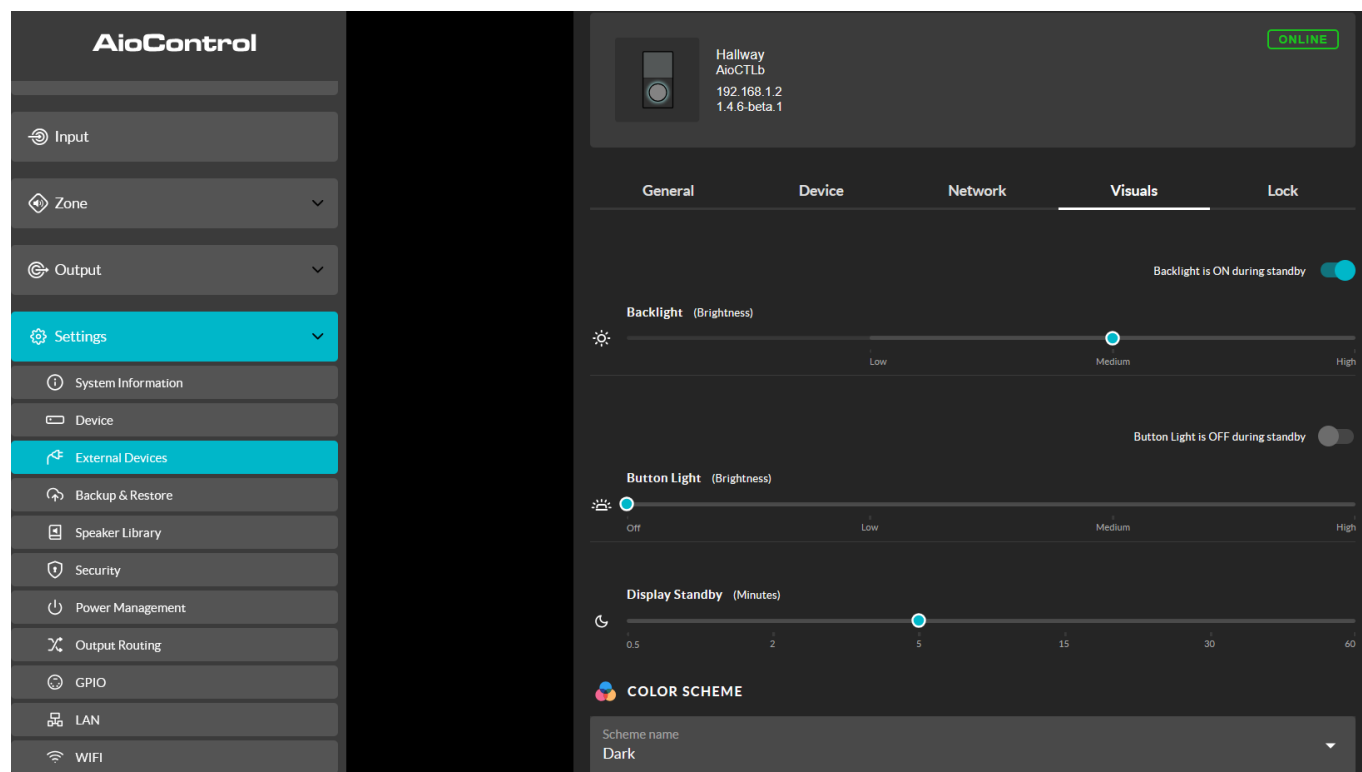 AioControl
Input
Zone
Output
Settings
System Information
Device
External Devices
Backup & Restore
Speaker Library
Security
Power Management
Output Routing
GPIO
LAN
WIFI
Hallway
AioCTLb
192.168.1.2
1.4.6-beta.1
ONLINE
General Device Network Visuals Lock
Backlight is ON during standby
Backlight (Brightness)
Low Medium High
Button Light is OFF during standby
Button Light (Brightness)
Off Low Medium High
Display Standby (Minutes)
0.5 2 5 15 30 60
COLOR SCHEME
Scheme name
Dark